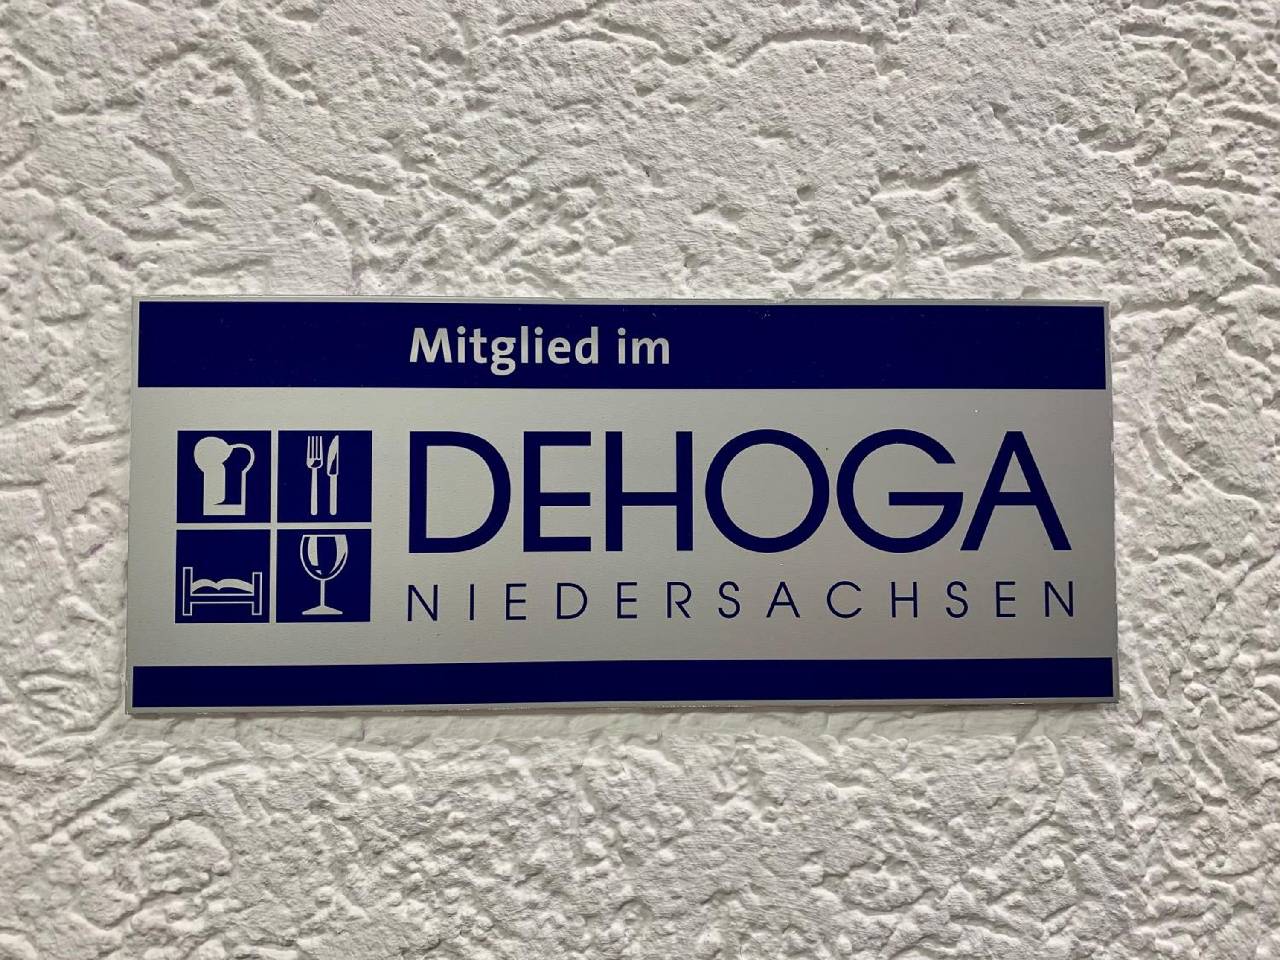 Mitglied im
DEHOGA
NIEDERSACHSEN